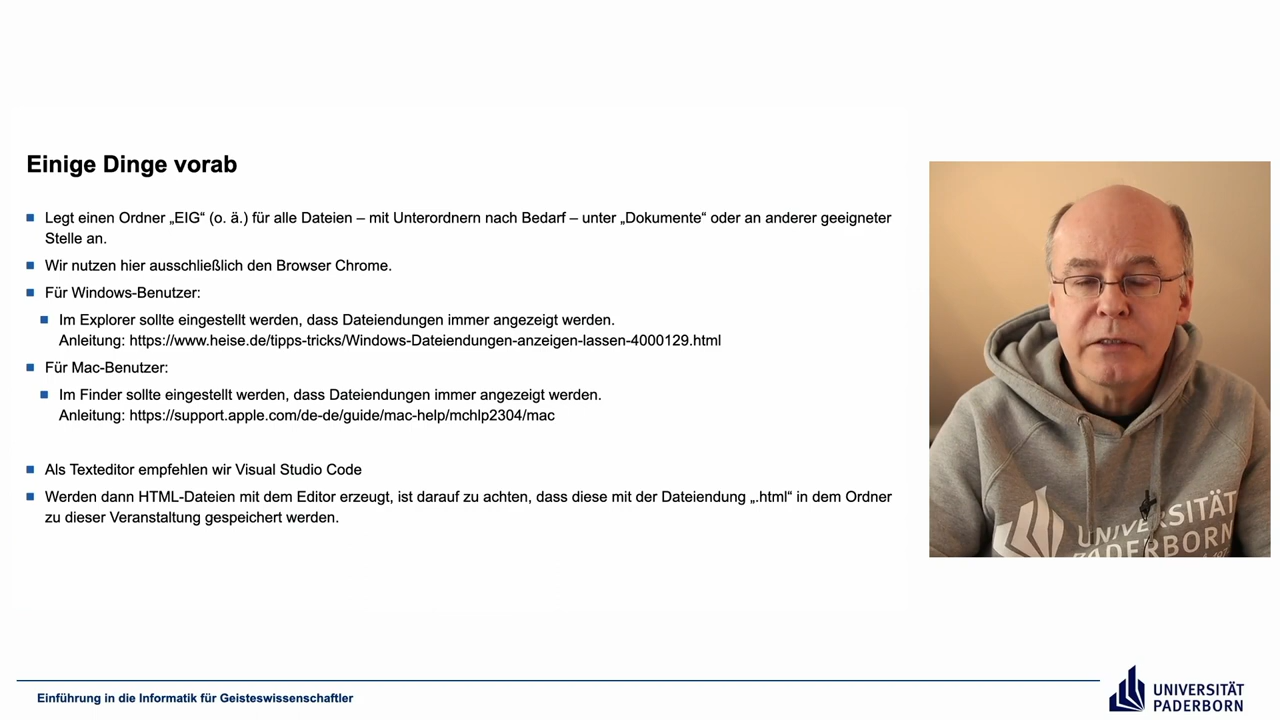 Einige Dinge vorab
Legt einen Ordner „EIG“ (o. ä.) für alle Dateien – mit Unterordnern nach Bedarf – unter „Dokumente“ oder an anderer geeigneter
Stelle an.
Wir nutzen hier ausschließlich den Browser Chrome.
Für Windows-Benutzer:
Im Explorer sollte eingestellt werden, dass Dateiendungen immer angezeigt werden.
Anleitung: https://www.heise.de/tipps-tricks/Windows-Dateiendungen-anzeigen-lassen-4000129.html
Für Mac-Benutzer:
Im Finder sollte eingestellt werden, dass Dateiendungen immer angezeigt werden.
Anleitung: https://support.apple.com/de-de/guide/mac-help/mchlp2304/mac
Als Texteditor empfehlen wir Visual Studio Code
Werden dann HTML-Dateien mit dem Editor erzeugt, ist darauf zu achten, dass diese mit der Dateiendung „.html“ in dem Ordner
zu dieser Veranstaltung gespeichert werden.
UNIVERSITÄT
PADERBORN
Einführung in die Informatik für Geisteswissenschaftler
UNIVERSITÄT
PADERBORN